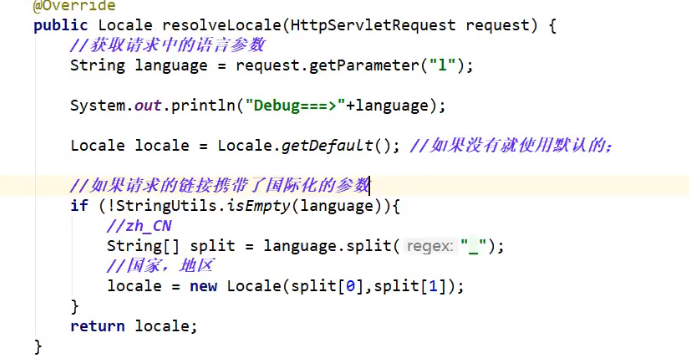 @Override
public Locale resolveLocale(HttpServletRequest request) {
//获取请求中的语言参数
String language = request.getParameter("l");
System.out.println("Debug===>"+language);
Locale locale = Locale.getDefault(); //如果没有就使用默认的;
//如果请求的链接携带了国际化的参数
if (!StringUtils.isEmpty(language)){
//zh_CN
String[] split = language.split( regex: "_");
//国家，地区
locale = new Locale(split[0],split[1]);
}
return locale;
}